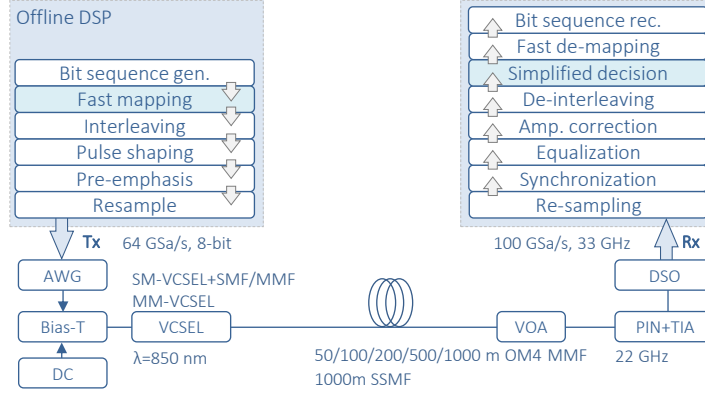 Offline DSP
Bit sequence gen.
Fast mapping
Interleaving
Pulse shaping
Pre-emphasis
Resample
Bit sequence rec.
Fast de-mapping
Simplified decision
De-interleaving
Amp. correction
Equalization
Synchronization
Re-sampling
Tx
64 GSa/s, 8-bit
100 GSa/s, 33 GHz
Rx
AWG
SM-VCSEL+SMF/MMF
MM-VCSEL
DSO
Bias-T
VCSEL
VOA
PIN+TIA
DC
λ=850 nm
50/100/200/500/1000 m OM4 MMF
1000m SSMF
22 GHz